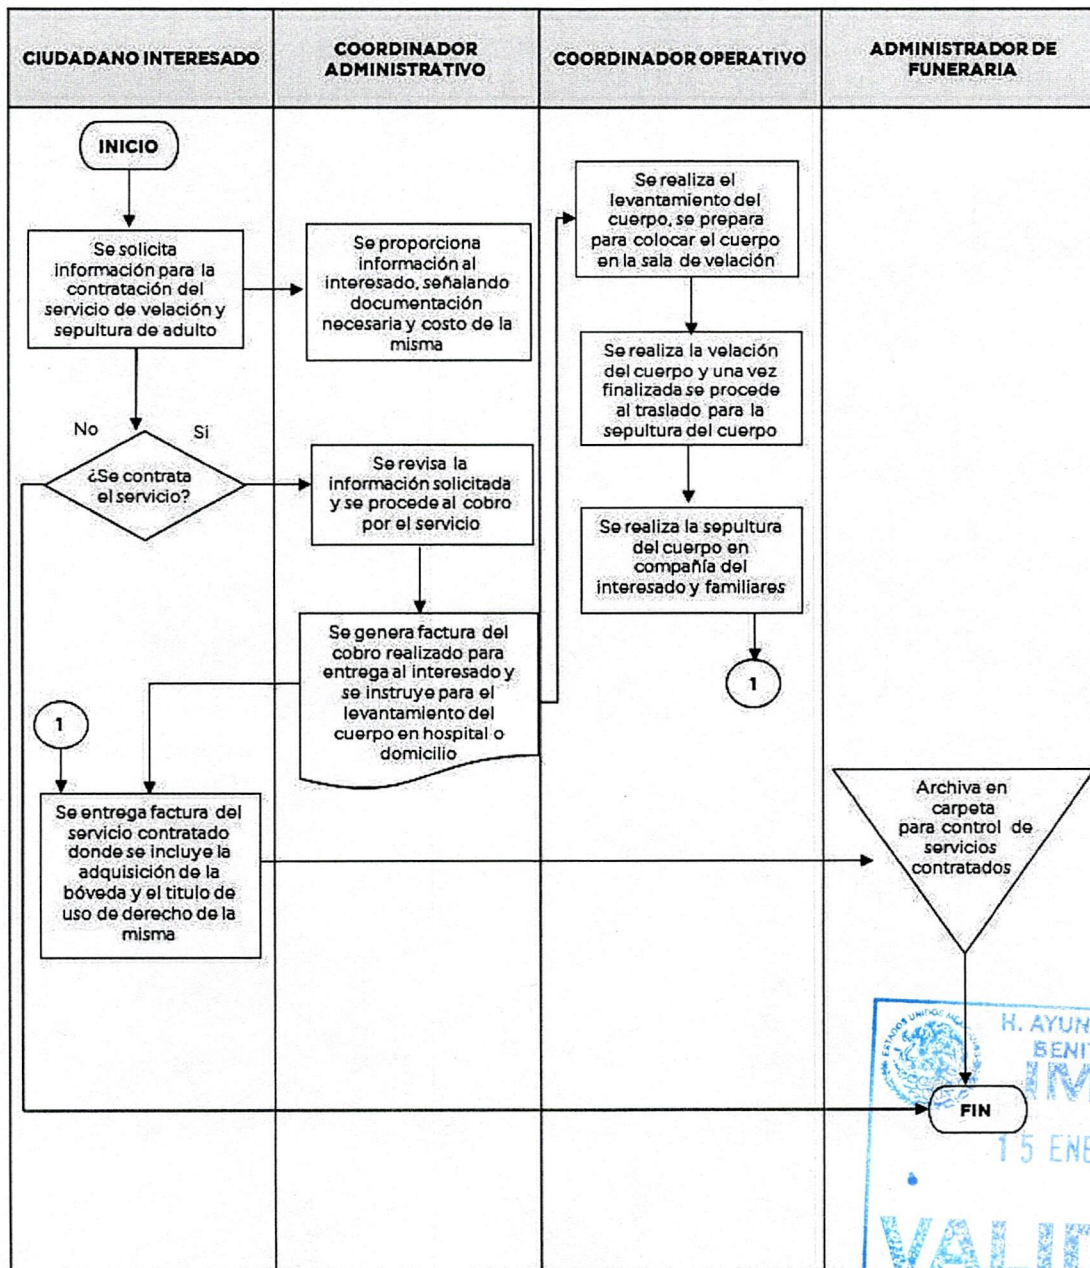 CIUDADANO INTERESADO
COORDINADOR
ADMINISTRATIVO
COORDINADOR OPERATIVO
ADMINISTRADOR DE
FUNERARIA
INICIO
Se solicita
información para la
contratación del
servicio de velación y
sepultura de adulto
Se proporciona
información al
interesado, señalando
documentación
necesaria y costo de la
misma
No
Si
¿Se contrata
el servicio?
Se revisa la
información solicitada
y se procede al cobro
por el servicio
Se genera factura del
cobro realizado para
entrega al interesado y
se instruye para el
levantamiento del
cuerpo en hospital o
domicilio
Se realiza el
levantamiento del
cuerpo, se prepara
para colocar el cuerpo
en la sala de velación
Se realiza la velación
del cuerpo y una vez
finalizada se procede
al traslado para la
sepultura del cuerpo
Se realiza la sepultura
del cuerpo en
compañía del
interesado y familiares
1
1
Se entrega factura del
servicio contratado
donde se incluye la
adquisición de la
bóveda y el titulo de
uso de derecho de la
misma
Archiva en
carpeta
para control de
servicios
contratados
FIN
H. AYUN
BENIT
15 ENE